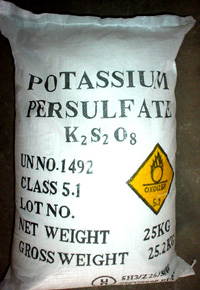 POTASSIUM
PERSULFATE
K2S2O8
UN NO. 1492
CLASS 5.1
LOT NO.
NET WEIGHT 25KG
GROSS WEIGHT 25.2K
OXIDIZER
5.1